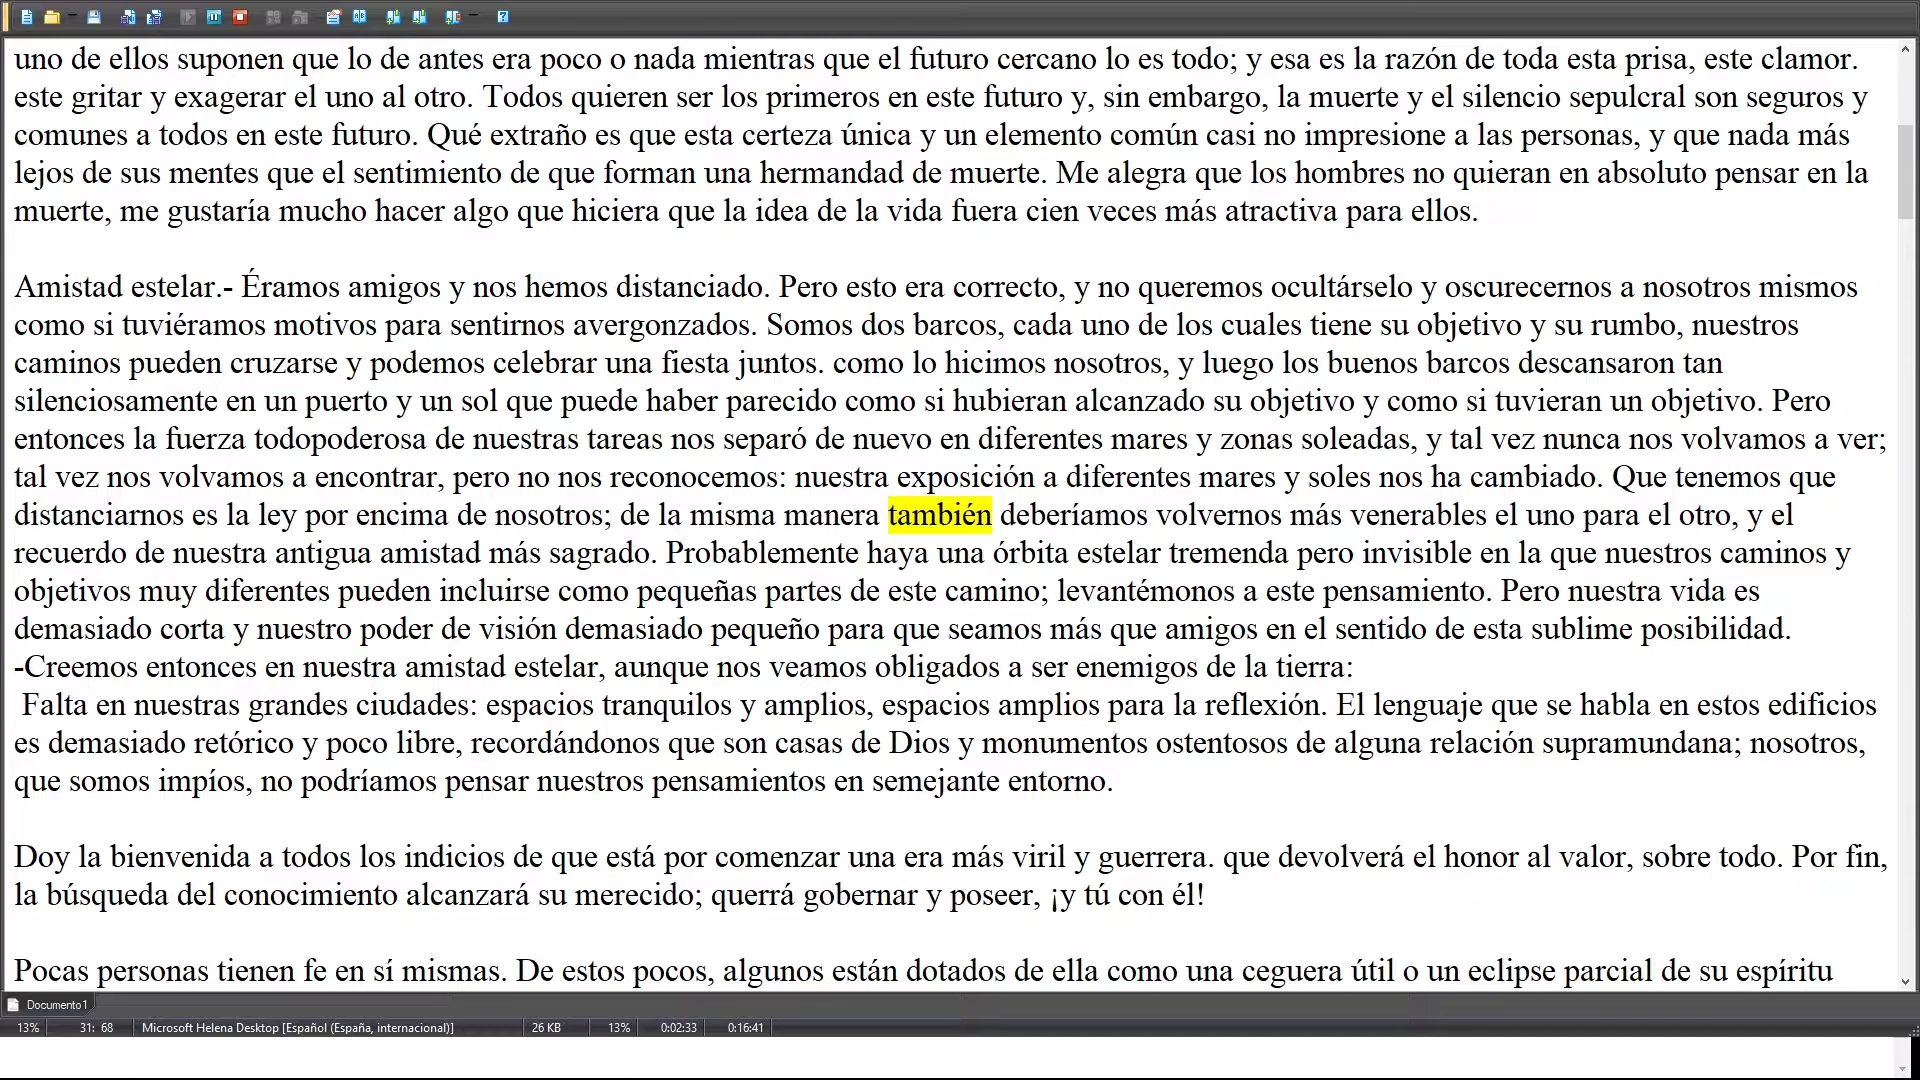 uno de ellos suponen que lo de antes era poco o nada mientras que el futuro cercano lo es todo; y esa es la razón de toda esta prisa, este clamor.
este gritar y exagerar el uno al otro. Todos quieren ser los primeros en este futuro y, sin embargo, la muerte y el silencio sepulcral son seguros y
comunes a todos en este futuro. Qué extraño es que esta certeza única y un elemento común casi no impresione a las personas, y que nada más
lejos de sus mentes que el sentimiento de que forman una hermandad de muerte. Me alegra que los hombres no quieran en absoluto pensar en la
muerte, me gustaría mucho hacer algo que hiciera que la idea de la vida fuera cien veces más atractiva para ellos.
Amistad estelar.- Éramos amigos y nos hemos distanciado. Pero esto era correcto, y no queremos ocultárselo y oscurecernos a nosotros mismos
como si tuviéramos motivos para sentirnos avergonzados. Somos dos barcos, cada uno de los cuales tiene su objetivo y su rumbo, nuestros
caminos pueden cruzarse y podemos celebrar una fiesta juntos. como lo hicimos nosotros, y luego los buenos barcos descansaron tan
silenciosamente en un puerto y un sol que puede haber parecido como si hubieran alcanzado su objetivo y como si tuvieran un objetivo. Pero
entonces la fuerza todopoderosa de nuestras tareas nos separó de nuevo en diferentes mares y zonas soleadas, y tal vez nunca nos volvamos a ver;
tal vez nos volvamos a encontrar, pero no nos reconocemos: nuestra exposición a diferentes mares y soles nos ha cambiado. Que tenemos que
distanciarnos es la ley por encima de nosotros; de la misma manera también deberíamos volvernos más venerables el uno para el otro, y el
recuerdo de nuestra antigua amistad más sagrado. Probablemente haya una órbita estelar tremenda pero invisible en la que nuestros caminos y
objetivos muy diferentes pueden incluirse como pequeñas partes de este camino; levantémonos a este pensamiento. Pero nuestra vida es
demasiado corta y nuestro poder de visión demasiado pequeño para que seamos más que amigos en el sentido de esta sublime posibilidad.
-Creemos entonces en nuestra amistad estelar, aunque nos veamos obligados a ser enemigos de la tierra:
Falta en nuestras grandes ciudades: espacios tranquilos y amplios, espacios amplios para la reflexión. El lenguaje que se habla en estos edificios
es demasiado retórico y poco libre, recordándonos que son casas de Dios y monumentos ostentosos de alguna relación supramundana; nosotros,
que somos impíos, no podríamos pensar nuestros pensamientos en semejante entorno.
Doy la bienvenida a todos los indicios de que está por comenzar una era más viril y guerrera. que devolverá el honor al valor, sobre todo. Por fin,
la búsqueda del conocimiento alcanzará su merecido; querrá gobernar y poseer, ¡y tú con él!
Pocas personas tienen fe en sí mismas. De estos pocos, algunos están dotados de ella como una ceguera útil o un eclipse parcial de su espíritu
Documento1
13% 31: 68 Microsoft Helena Desktop [Español (España, internacional)] 26 KB 13% 0:02:33 0:16:41